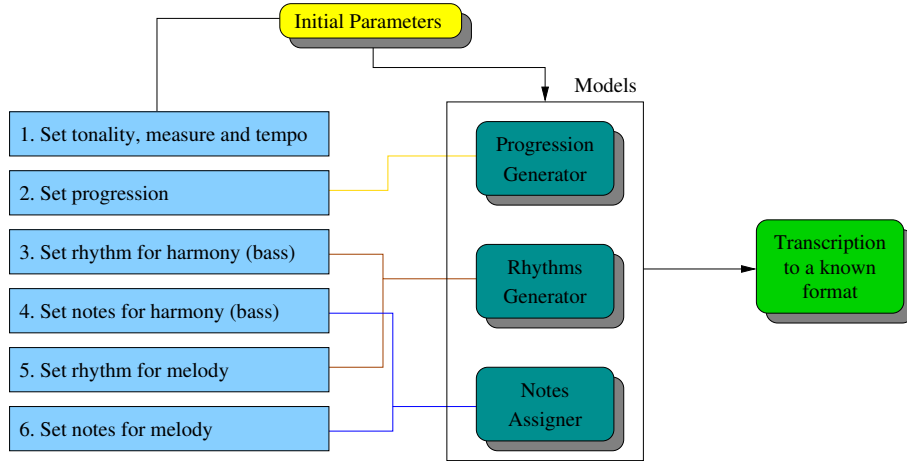 Initial Parameters
Models
1. Set tonality, measure and tempo
2. Set progression
3. Set rhythm for harmony (bass)
4. Set notes for harmony (bass)
5. Set rhythm for melody
6. Set notes for melody
Progression
Generator
Rhythms
Generator
Notes
Assigner
Transcription
to a known
format